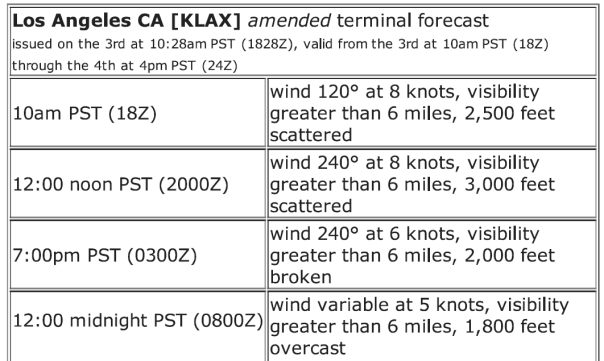 Los Angeles CA [KLAX] amended terminal forecast
issued on the 3rd at 10:28am PST (1828Z), valid from the 3rd at 10am PST (18Z)
through the 4th at 4pm PST (24Z)
10am PST (18Z)
wind 120° at 8 knots, visibility
greater than 6 miles, 2,500 feet
scattered
12:00 noon PST (2000Z)
wind 240° at 8 knots, visibility
greater than 6 miles, 3,000 feet
scattered
7:00pm PST (0300Z)
wind 240° at 6 knots, visibility
greater than 6 miles, 2,000 feet
broken
12:00 midnight PST (0800Z)
wind variable at 5 knots, visibility
greater than 6 miles, 1,800 feet
overcast